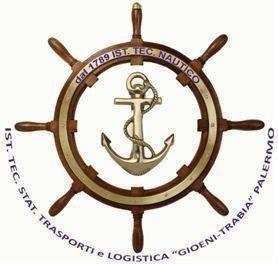 dal 1789 IST. TEC. NAUTICO
IST. TEC. STAT. TRASPORTI e LOGISTICA "GIOENI-TRABIA" PALERMO